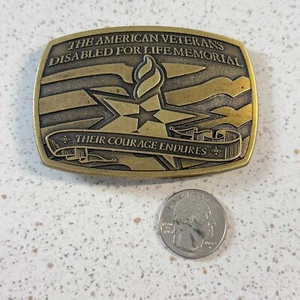 THE AMERICAN VETERANS
DISABLED FOR LIFE MEMORIAL
THEIR COURAGE ENDURES